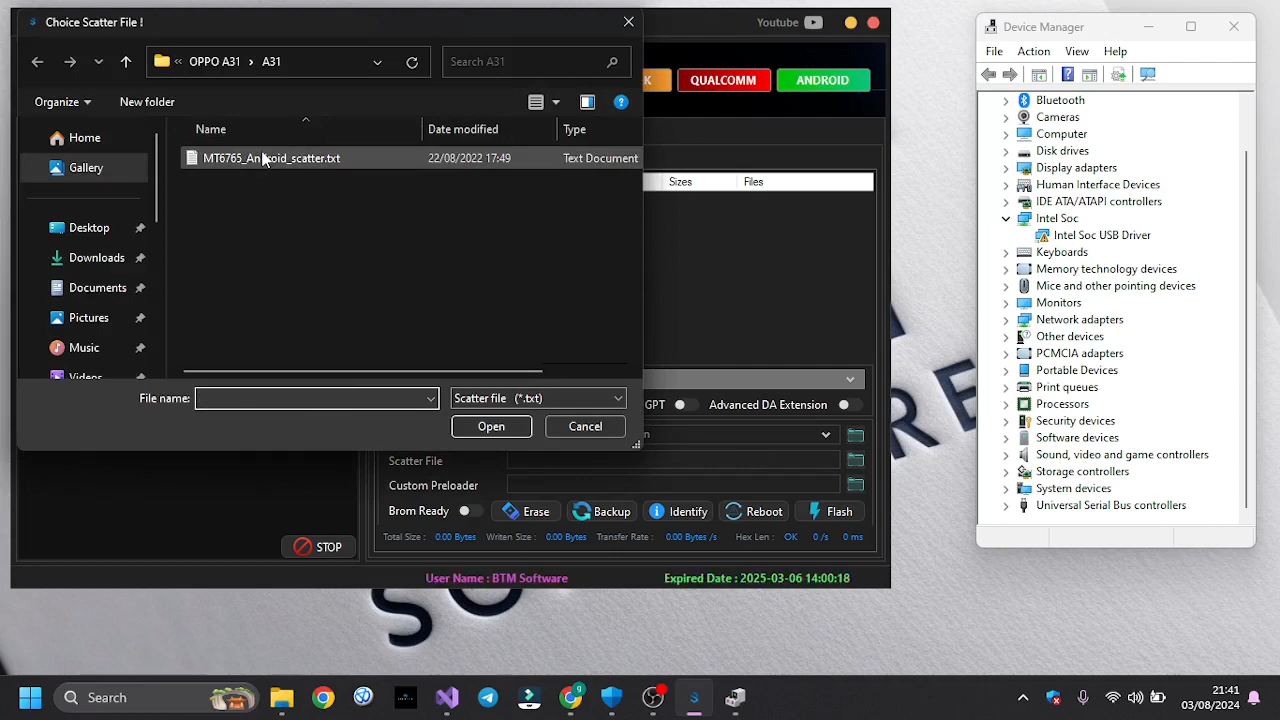 Choice Scatter File !
Youtube
OPPO A31 › A31
Search A31
K
QUALCOMM
ANDROID
Organize
New folder
Name
Date modified
Type
Home
Gallery
MT6765_Android_scatter.txt
22/08/2022 17:49
Text Document
Sizes
Files
Desktop
Downloads
Documents
Pictures
Music
Videos
File name:
Scatter file (*.txt)
Open
Cancel
GPT
Advanced DA Extension
n
Scatter File
Custom Preloader
Brom Ready
Erase
Backup
Identify
Reboot
Flash
Total Size : 0.00 Bytes
Writen Size : 0.00 Bytes
Transfer Rate : 0.00 Bytes /s
Hex Len : OK 0 /s 0 ms
STOP
User Name : BTM Software
Expired Date : 2025-03-06 14:00:18
Device Manager
File
Action
View
Help
Bluetooth
Cameras
Computer
Disk drives
Display adapters
Human Interface Devices
IDE ATA/ATAPI controllers
Intel Soc
Intel Soc USB Driver
Keyboards
Memory technology devices
Mice and other pointing devices
Monitors
Network adapters
Other devices
PCMCIA adapters
Portable Devices
Print queues
Processors
Security devices
Software devices
Sound, video and game controllers
Storage controllers
System devices
Universal Serial Bus controllers
Search
9
21:41
03/08/2024